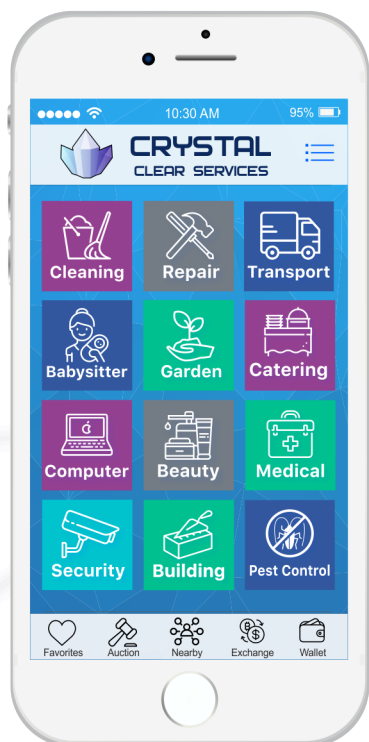 10:30 AM 95%
CRYSTAL
CLEAR SERVICES
Cleaning Repair Transport
Babysitter Garden Catering
Computer Beauty Medical
Security Building Pest Control
Favorites Auction Nearby Exchange Wallet